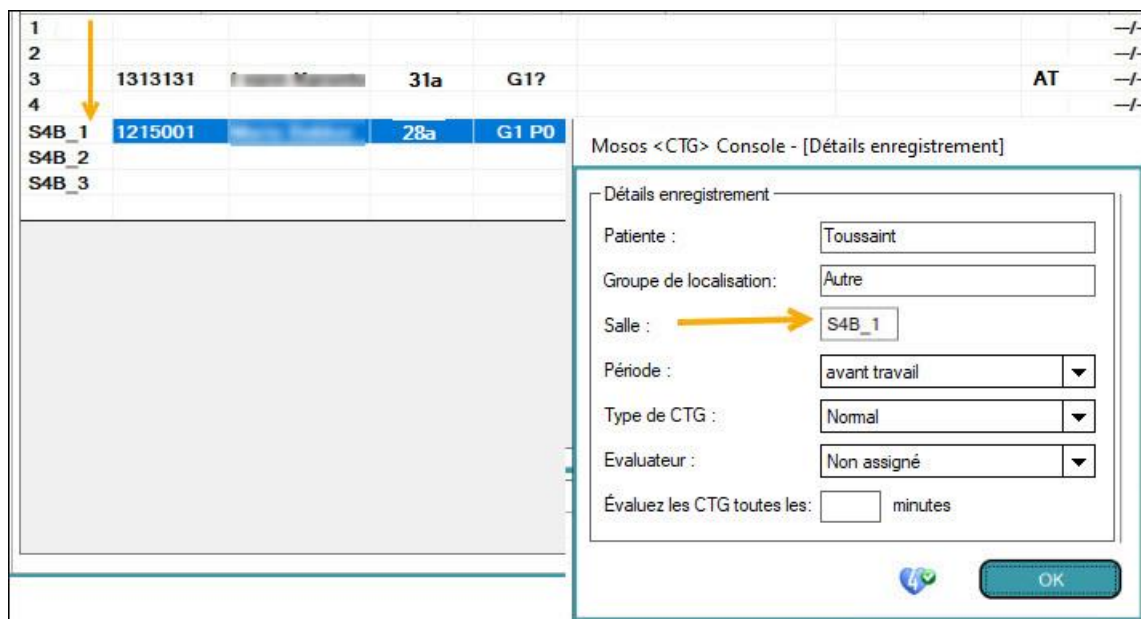 1 --/-
2 --/-
3 1313131 31a G1? AT --/-
4 --/-
S4B_1 1215001 28a G1 P0
S4B_2
S4B_3
Mosos <CTG> Console - [Détails enregistrement]
Détails enregistrement
Patiente : Toussaint
Groupe de localisation: Autre
Salle : S4B_1
Période : avant travail
Type de CTG : Normal
Evaluateur : Non assigné
Évaluez les CTG toutes les: minutes
4
OK